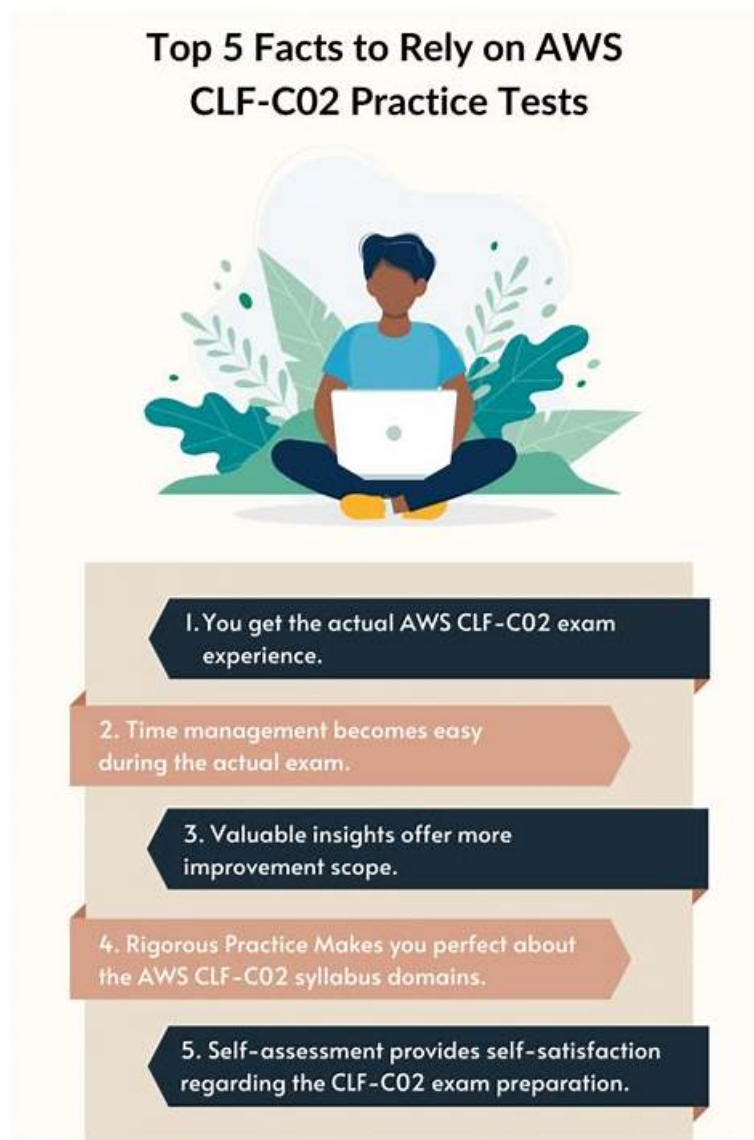 Top 5 Facts to Rely on AWS
CLF-C02 Practice Tests
1. You get the actual AWS CLF-C02 exam
experience.
2. Time management becomes easy
during the actual exam.
3. Valuable insights offer more
improvement scope.
4. Rigorous Practice Makes you perfect about
the AWS CLF-C02 syllabus domains.
5. Self-assessment provides self-satisfaction
regarding the CLF-C02 exam preparation.